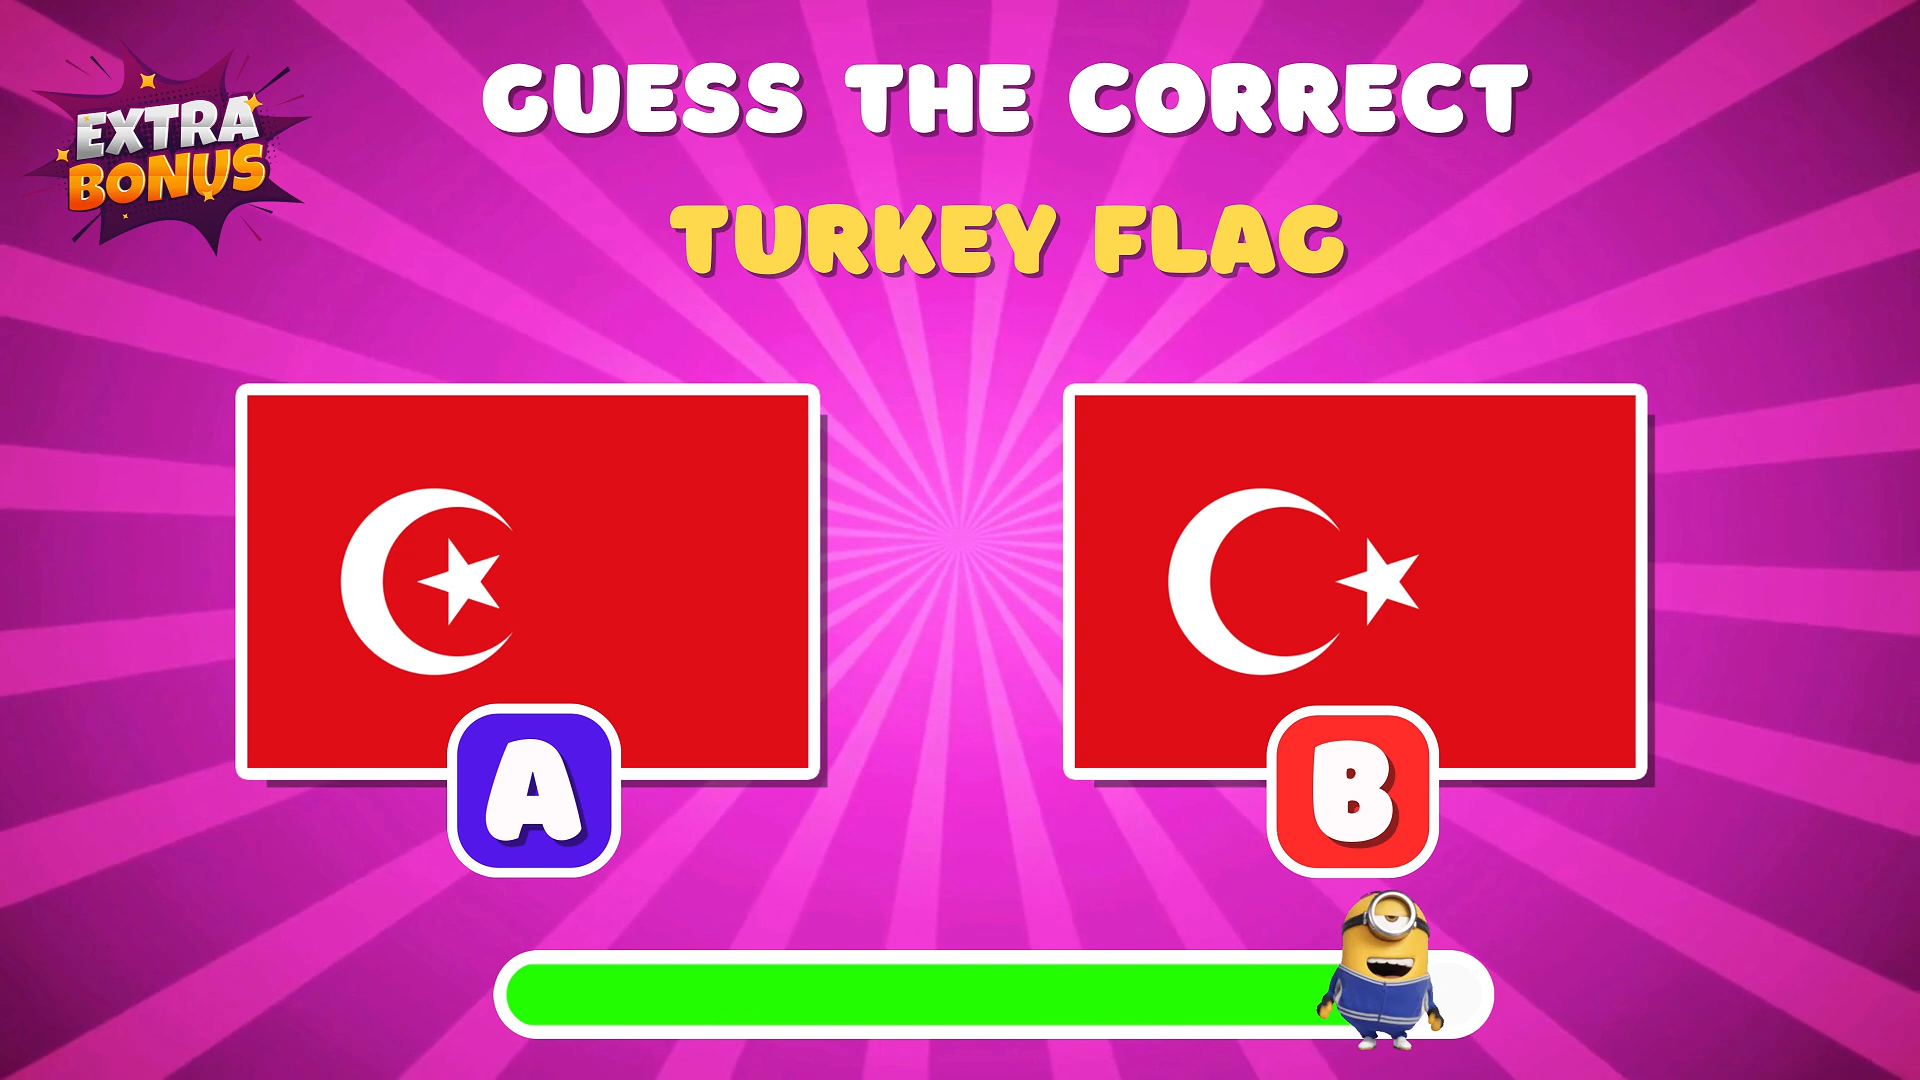 EXTRA
BONUS
GUESS THE CORRECT
TURKEY FLAG
A
B